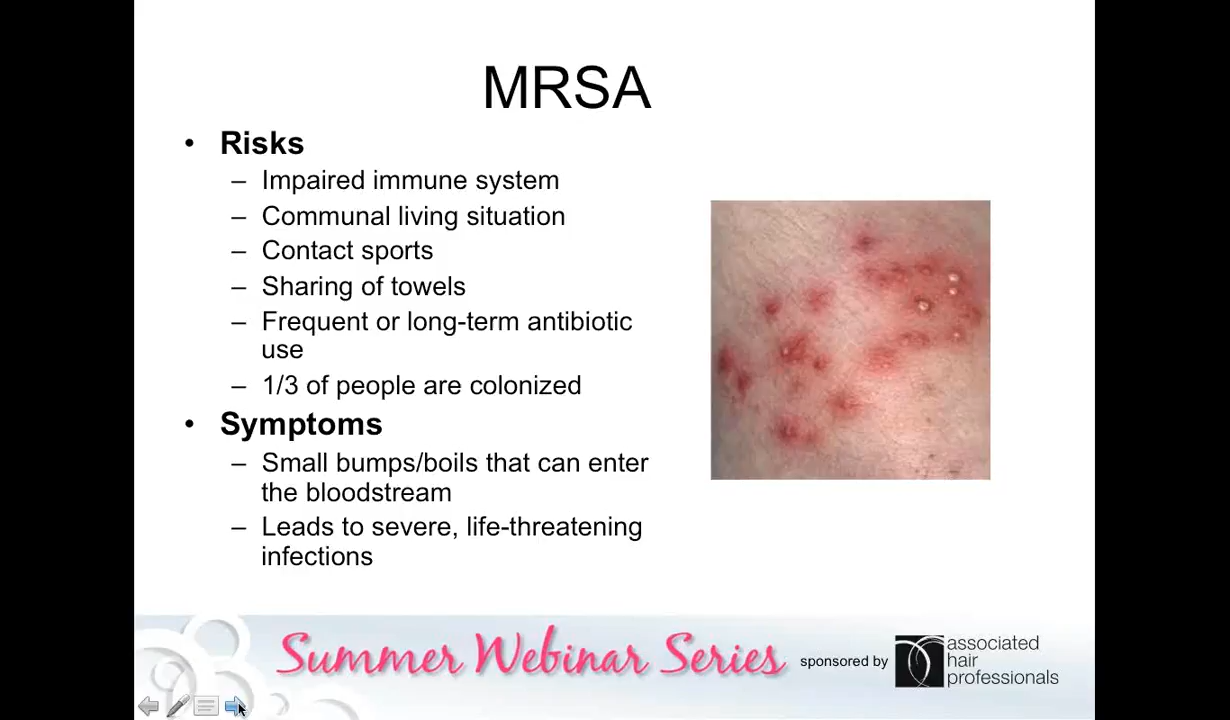 MRSA
• Risks
– Impaired immune system
– Communal living situation
– Contact sports
– Sharing of towels
– Frequent or long-term antibiotic
use
– 1/3 of people are colonized
• Symptoms
– Small bumps/boils that can enter
the bloodstream
– Leads to severe, life-threatening
infections
Summer Webinar Series sponsored by
associated
hair
professionals